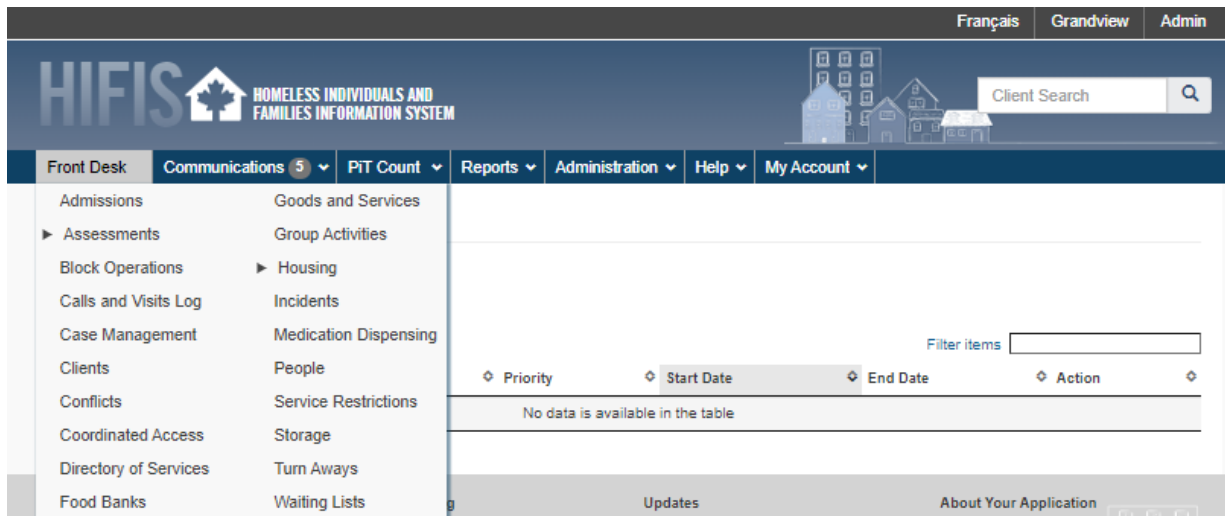 Français Grandview Admin
HIFIS HOMELESS INDIVIDUALS AND
FAMILIES INFORMATION SYSTEM
Client Search
Front Desk Communications 5 PiT Count Reports Administration Help My Account
Admissions Goods and Services
Assessments Group Activities
Block Operations Housing
Calls and Visits Log Incidents
Case Management Medication Dispensing
Filter items
Clients People
Priority Start Date End Date Action
Conflicts Service Restrictions
No data is available in the table
Coordinated Access Storage
Directory of Services Turn Aways
Food Banks Waiting Lists
Updates About Your Application